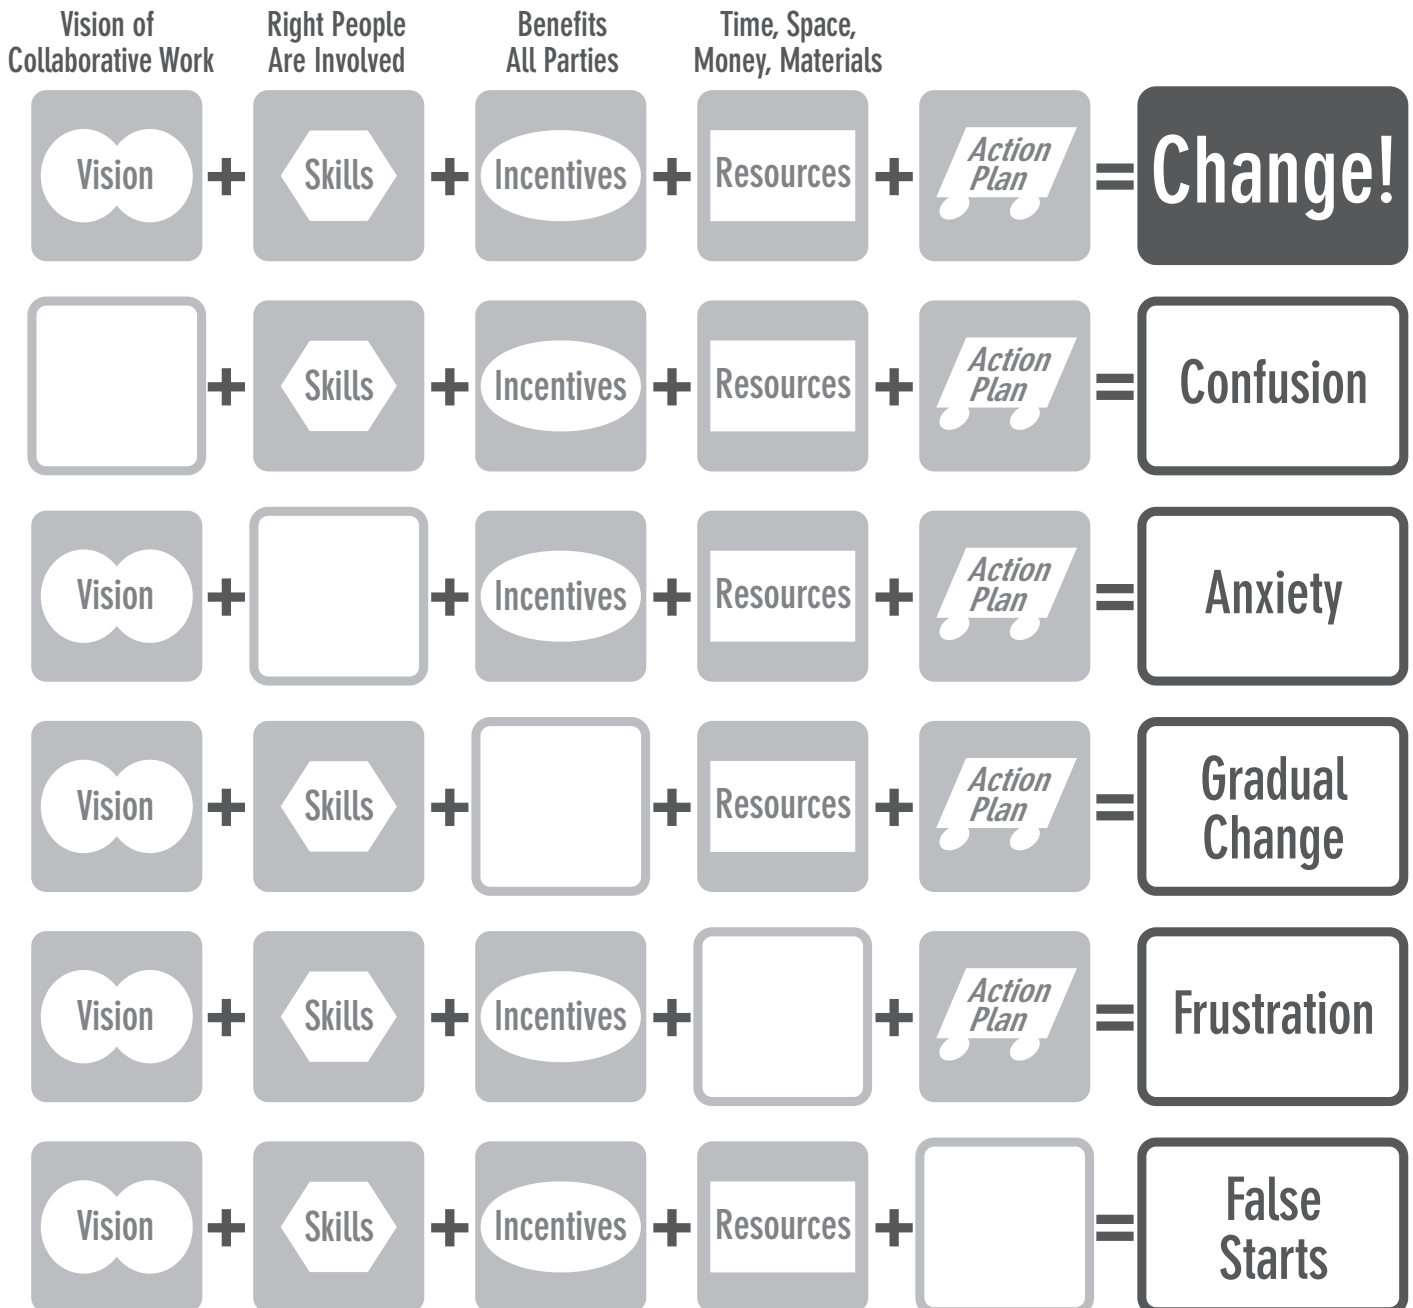 Vision of
Collaborative Work
Right People
Are Involved
Benefits
All Parties
Time, Space,
Money, Materials
Vision + Skills + Incentives + Resources + Action
Plan = Change!
+ Skills + Incentives + Resources + Action
Plan = Confusion
Vision + + Incentives + Resources + Action
Plan = Anxiety
Vision + Skills + + Resources + Action
Plan = Gradual
Change
Vision + Skills + Incentives + + Action
Plan = Frustration
Vision + Skills + Incentives + Resources + = False
Starts